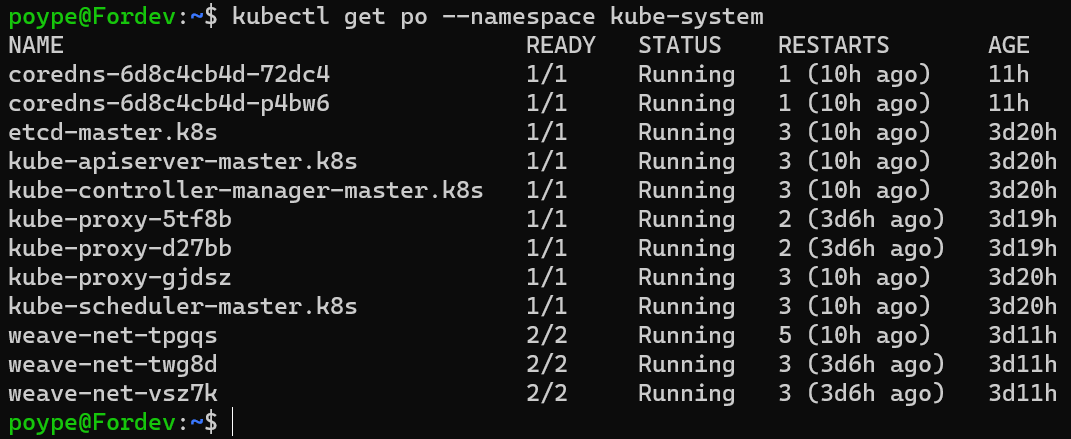 poype@Fordev:~$ kubectl get po --namespace kube-system
NAME READY STATUS RESTARTS AGE
coredns-6d8c4cb4d-72dc4 1/1 Running 1 (10h ago) 11h
coredns-6d8c4cb4d-p4bw6 1/1 Running 1 (10h ago) 11h
etcd-master.k8s 1/1 Running 3 (10h ago) 3d20h
kube-apiserver-master.k8s 1/1 Running 3 (10h ago) 3d20h
kube-controller-manager-master.k8s 1/1 Running 3 (10h ago) 3d20h
kube-proxy-5tf8b 1/1 Running 2 (3d6h ago) 3d19h
kube-proxy-d27bb 1/1 Running 2 (3d6h ago) 3d19h
kube-proxy-gjdsz 1/1 Running 3 (10h ago) 3d20h
kube-scheduler-master.k8s 1/1 Running 3 (10h ago) 3d20h
weave-net-tpgqs 2/2 Running 5 (10h ago) 3d11h
weave-net-twg8d 2/2 Running 3 (3d6h ago) 3d11h
weave-net-vsz7k 2/2 Running 3 (3d6h ago) 3d11h
poype@Fordev:~$